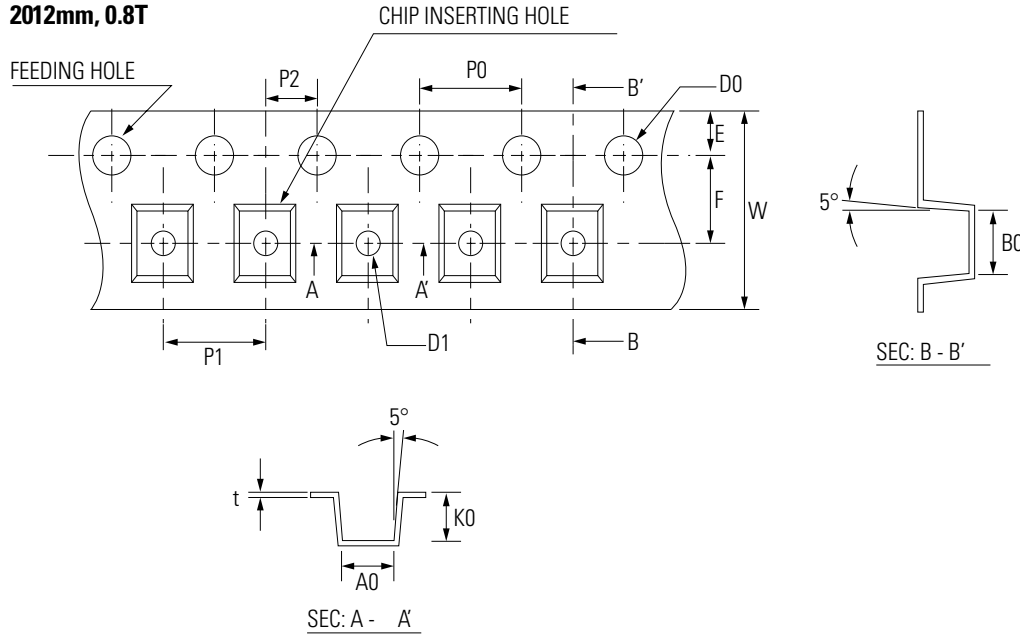 2012mm, 0.8T
CHIP INSERTING HOLE
FEEDING HOLE
P2
P0
B'
D0
E
F
W
A
A'
P1
D1
B
5°
B0
SEC: B - B'
5°
t
K0
A0
SEC: A - A'